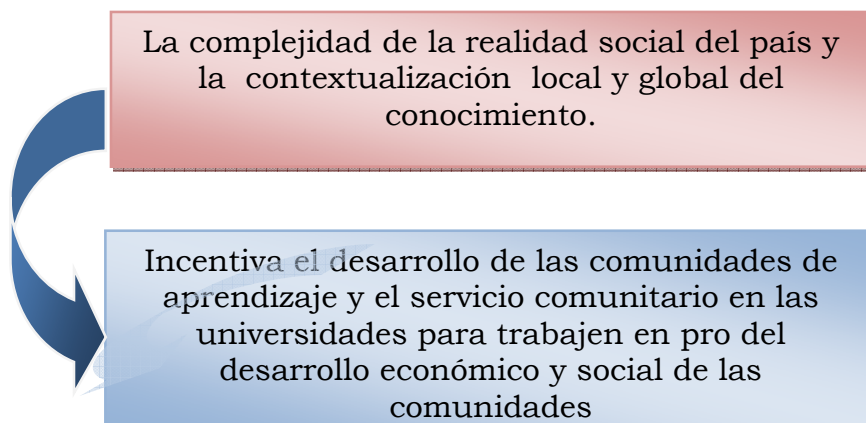 La complejidad de la realidad social del país y
la contextualización local y global del
conocimiento.
Incentiva el desarrollo de las comunidades de
aprendizaje y el servicio comunitario en las
universidades para trabajen en pro del
desarrollo económico y social de las
comunidades